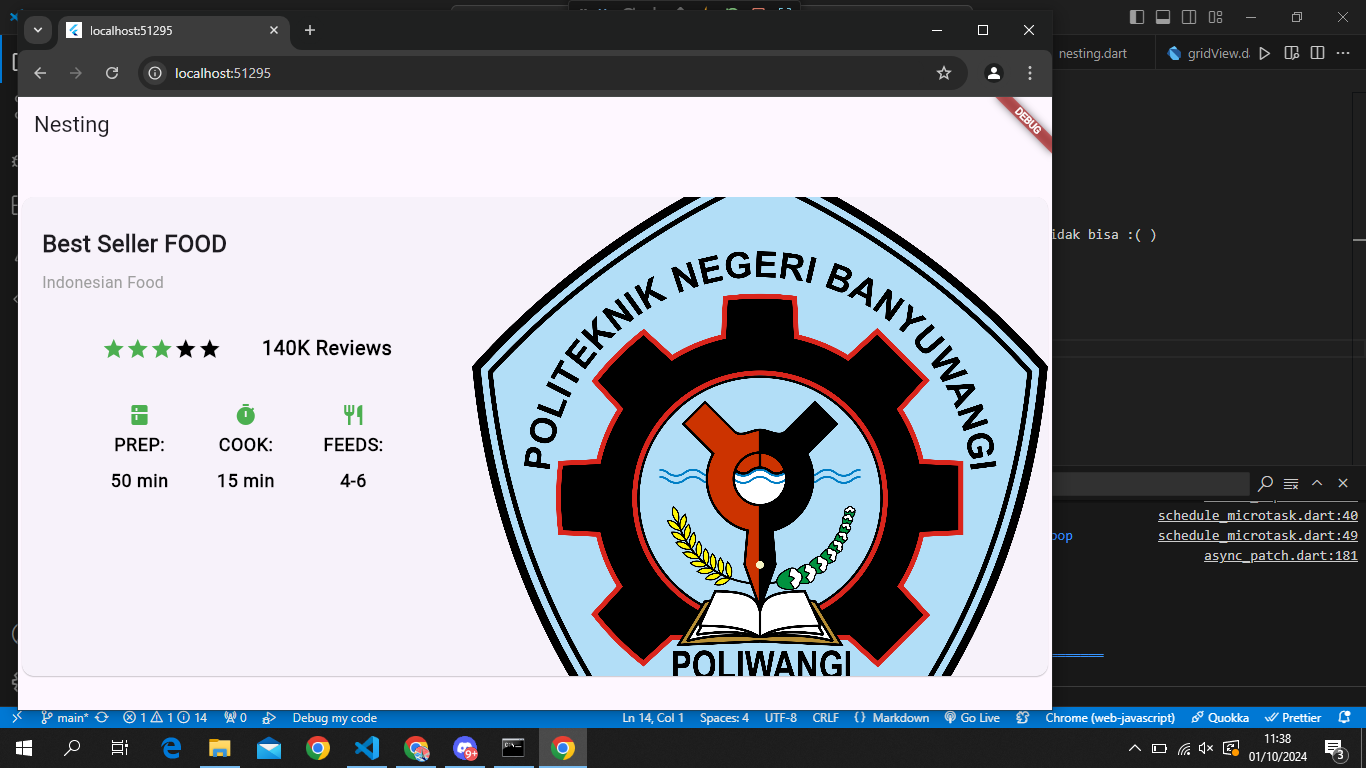 localhost:51295
localhost:51295
nesting.dart
gridView.da
Nesting
DEBUG
Best Seller FOOD
Indonesian Food
140K Reviews
PREP:
COOK:
FEEDS:
50 min
15 min
4-6
POLITEKNIK NEGERI BANYUWANGI
POLIWANGI
idak bisa :( )
schedule_microtask.dart:40
oop
schedule_microtask.dart:49
async_patch.dart:181
main*
1
1
14
0
Debug my code
Ln 14, Col 1
Spaces: 4
UTF-8
CRLF
Markdown
Go Live
Chrome (web-javascript)
Quokka
Prettier
9+
11:38
01/10/2024
3